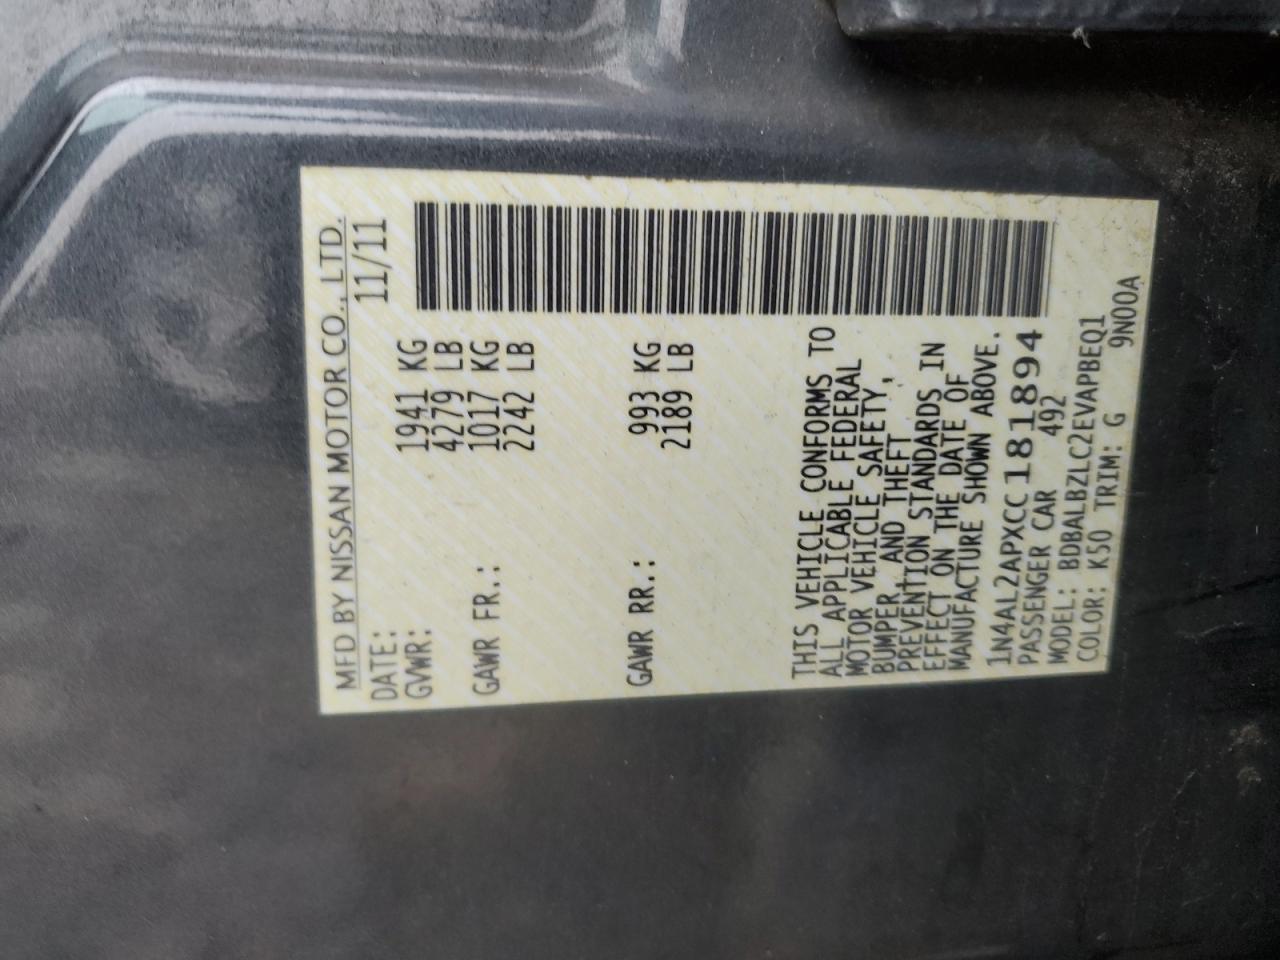 MFD BY NISSAN MOTOR CO., LTD.
DATE: 11/11
GVWR: 1941 KG
4279 LB
GAWR FR.: 1017 KG
2242 LB
GAWR RR.: 993 KG
2189 LB
THIS VEHICLE CONFORMS TO
ALL APPLICABLE FEDERAL
MOTOR VEHICLE SAFETY,
BUMPER, AND THEFT
PREVENTION STANDARDS IN
EFFECT ON THE DATE OF
MANUFACTURE SHOWN ABOVE.
1N4AL2APXCC181894
PASSENGER CAR 492
MODEL: BDBALBZLC2EVAPBEQ1
COLOR: K50 TRIM: G 9N00A